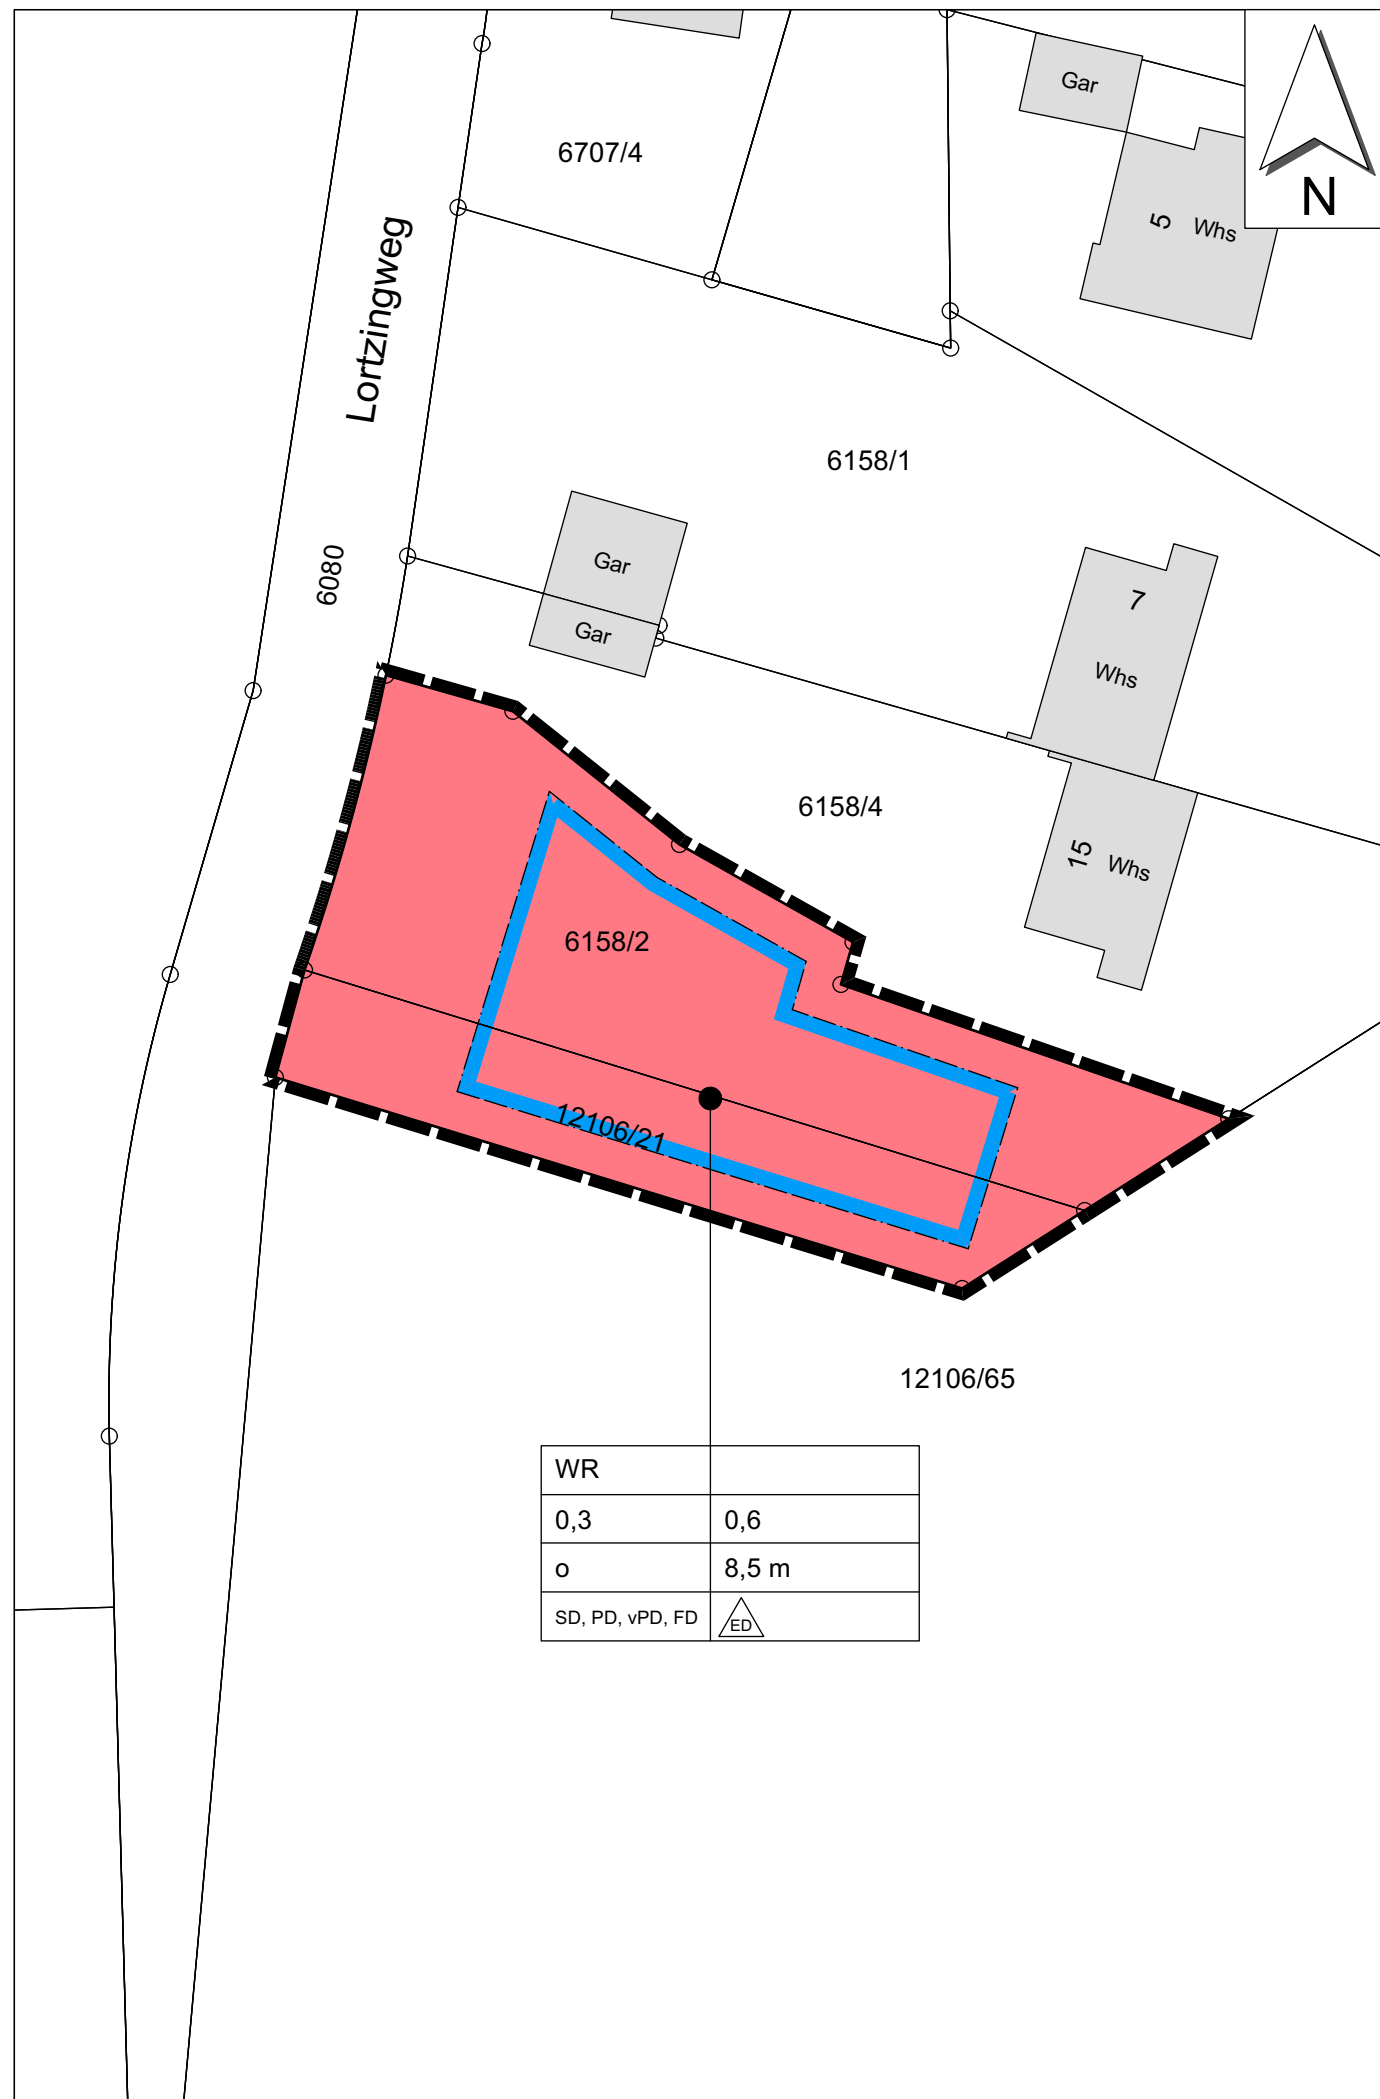 Gar
6707/4
N
5
Whs
Lortzingweg
6158/1
6080
Gar
7
Gar
Whs
6158/4
15
Whs
6158/2
12106/21
12106/65
WR
0,3 0,6
o 8,5 m
SD, PD, vPD, FD ED